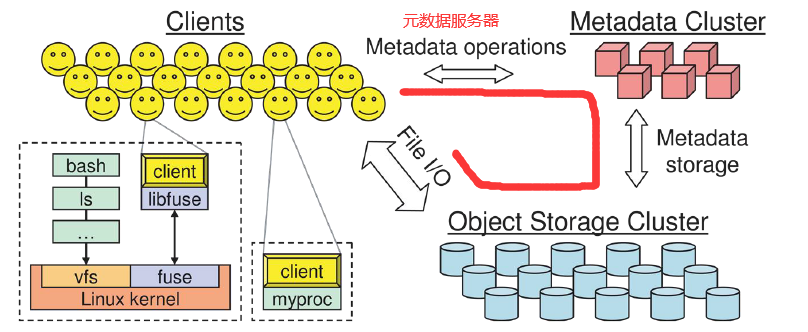 Clients
元数据服务器
Metadata Cluster
Metadata operations
File I/O
Metadata
storage
Object Storage Cluster
bash
ls
...
client
libfuse
vfs
fuse
Linux kernel
client
myproc